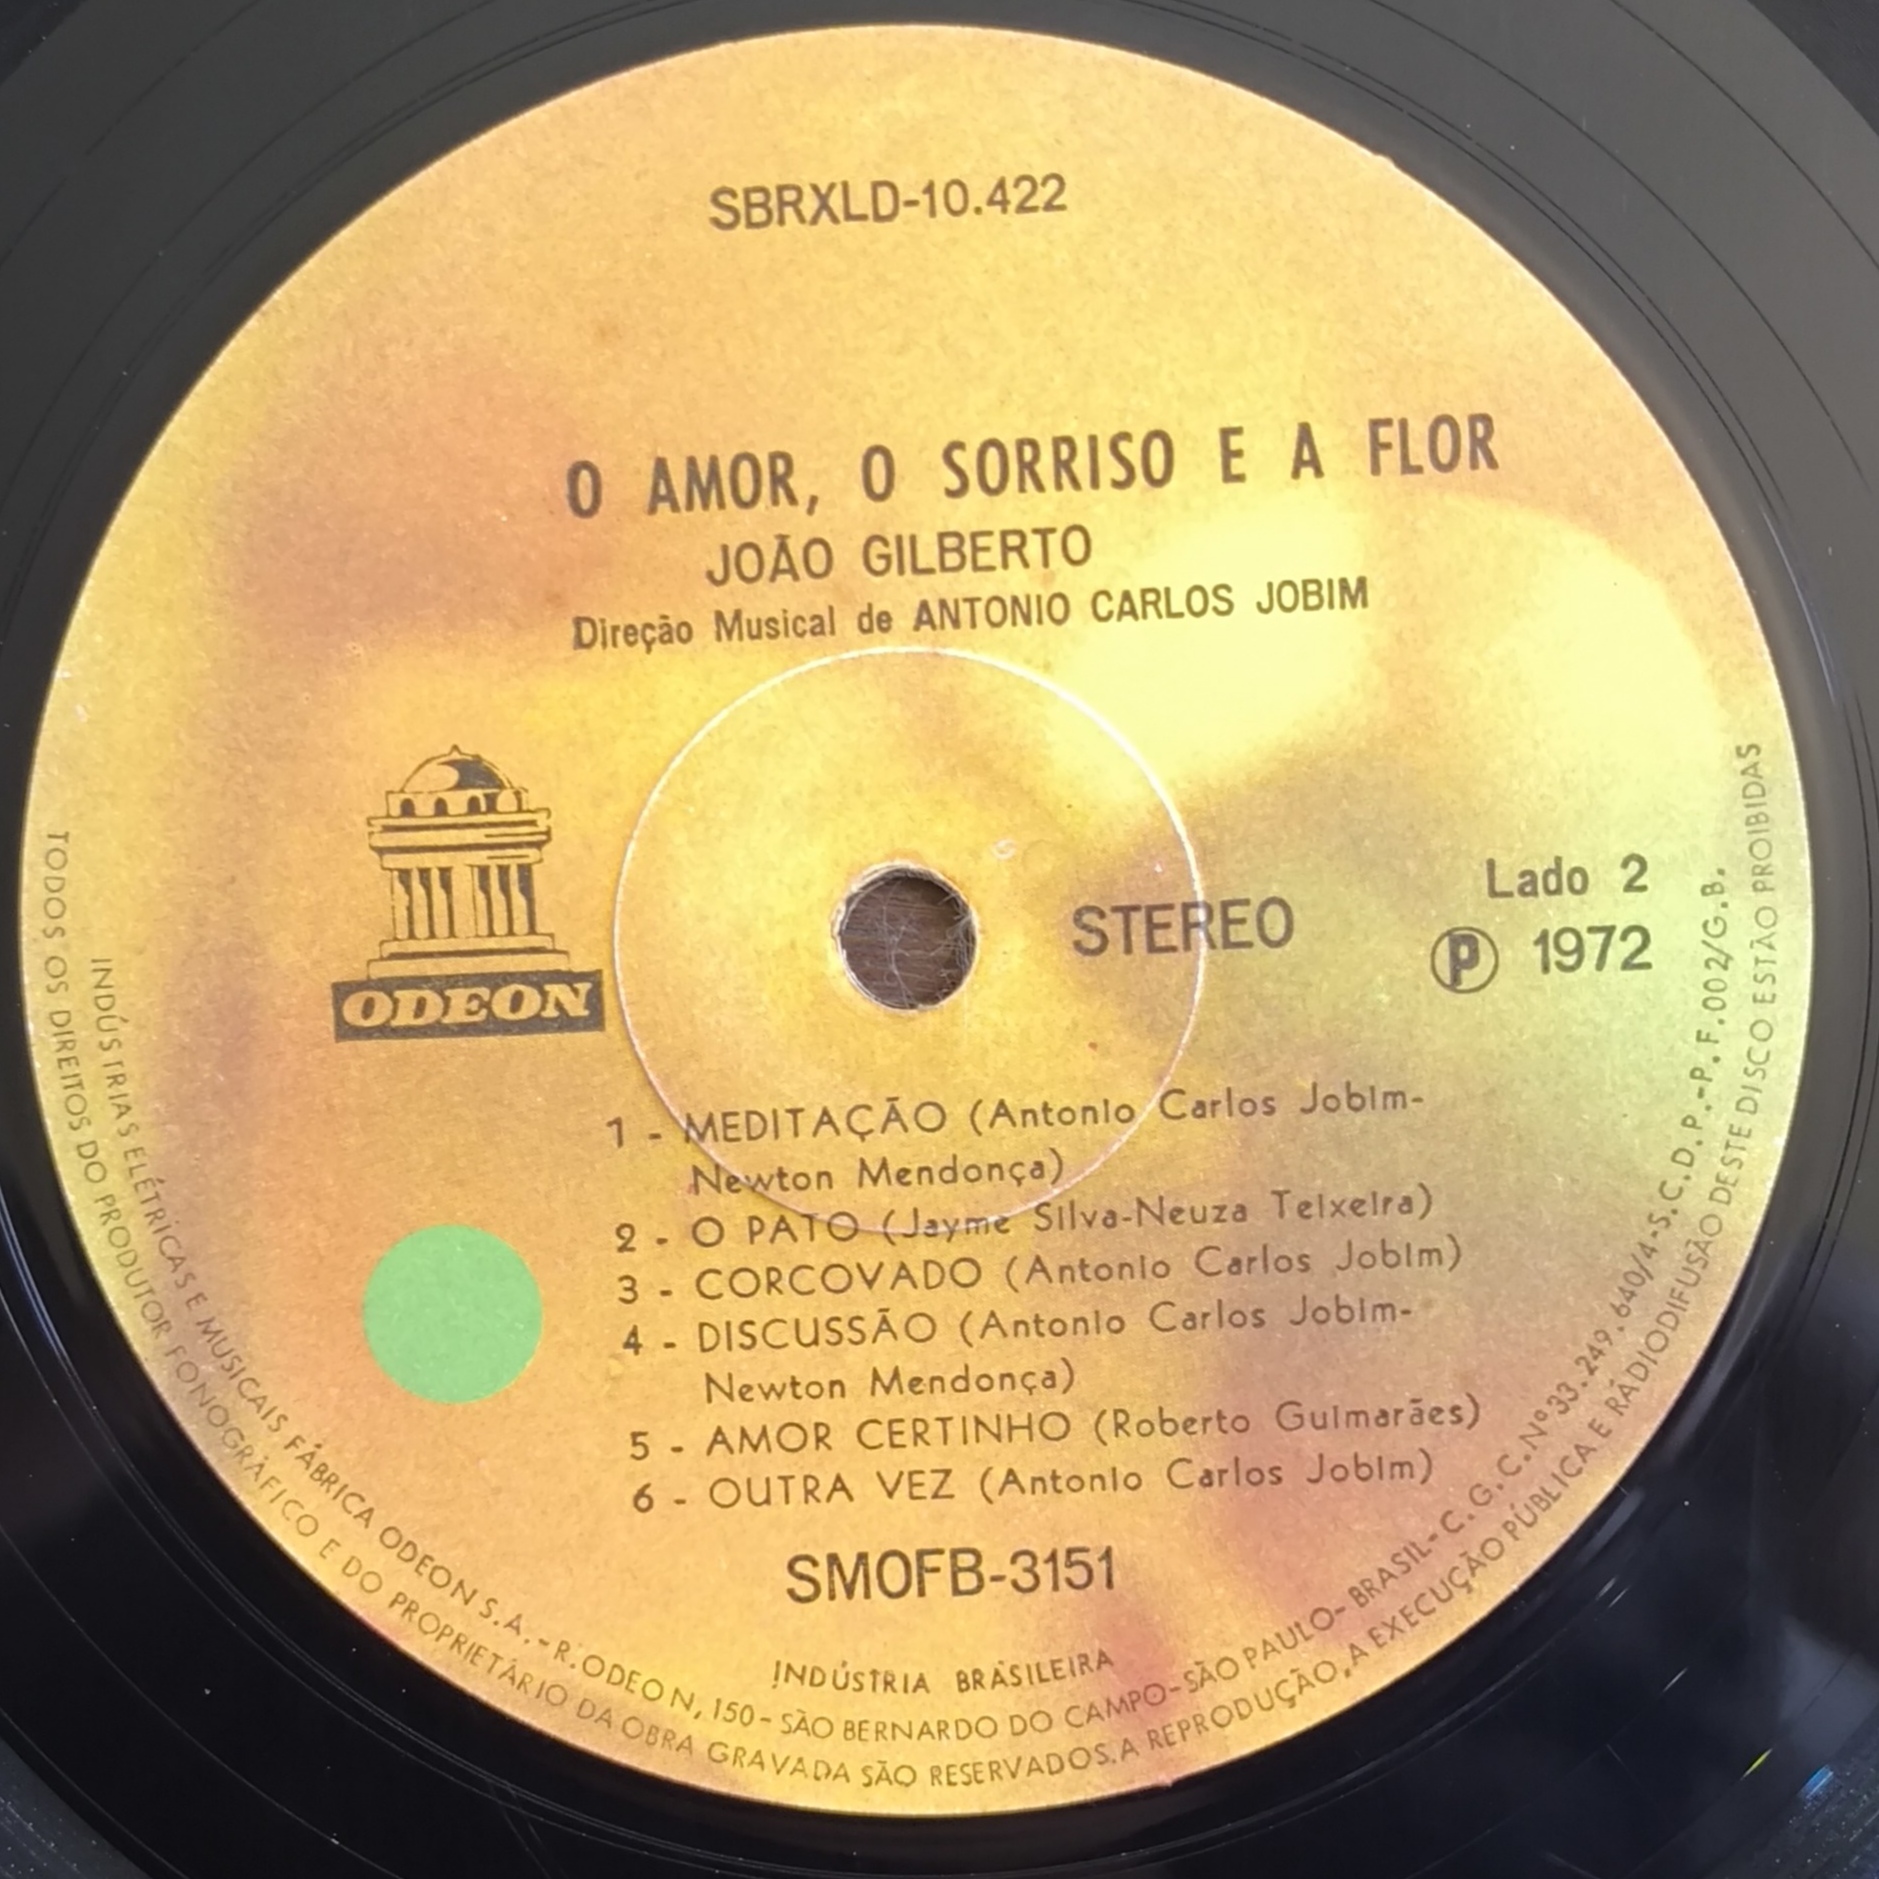 SBRXLD-10.422
O AMOR, O SORRISO E A FLOR
JOÃO GILBERTO
Direção Musical de ANTONIO CARLOS JOBIM
ODEON
STEREO
Lado 2
Ⓟ 1972
1 - MEDITAÇÃO (Antonio Carlos Jobim-
Newton Mendonça)
2 - O PATO (Jayme Silva-Neuza Teixeira)
3 - CORCOVADO (Antonio Carlos Jobim)
4 - DISCUSSÃO (Antonio Carlos Jobim-
Newton Mendonça)
5 - AMOR CERTINHO (Roberto Guimarães)
6 - OUTRA VEZ (Antonio Carlos Jobim)
SMOFB-3151
INDÚSTRIA BRASILEIRA
INDÚSTRIAS ELÉTRICAS E MUSICAIS FÁBRICA ODEON S.A.-R.ODEON, 150-SÃO BERNARDO DO CAMPO-SÃO PAULO-BRASIL-C.G.C.Nº33.249.640/4-S.C.D.P.-P.F.002/G.B.
TODOS OS DIREITOS DO PRODUTOR FONOGRÁFICO E DO PROPRIETÁRIO DA OBRA GRAVADA SÃO RESERVADOS.A REPRODUÇÃO,A EXECUÇÃO PÚBLICA E RÁDIODIFUSÃO DESTE DISCO ESTÃO PROIBIDAS